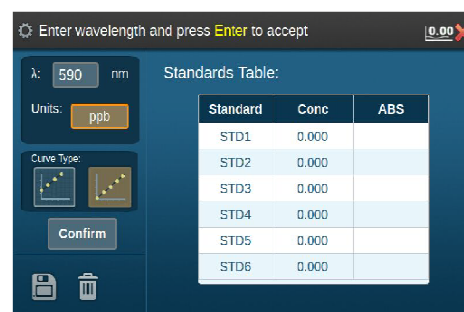 Enter wavelength and press Enter to accept
0.00
λ: 590 nm
Units: ppb
Curve Type:
Confirm
Standards Table:
Standard Conc ABS
STD1 0.000
STD2 0.000
STD3 0.000
STD4 0.000
STD5 0.000
STD6 0.000